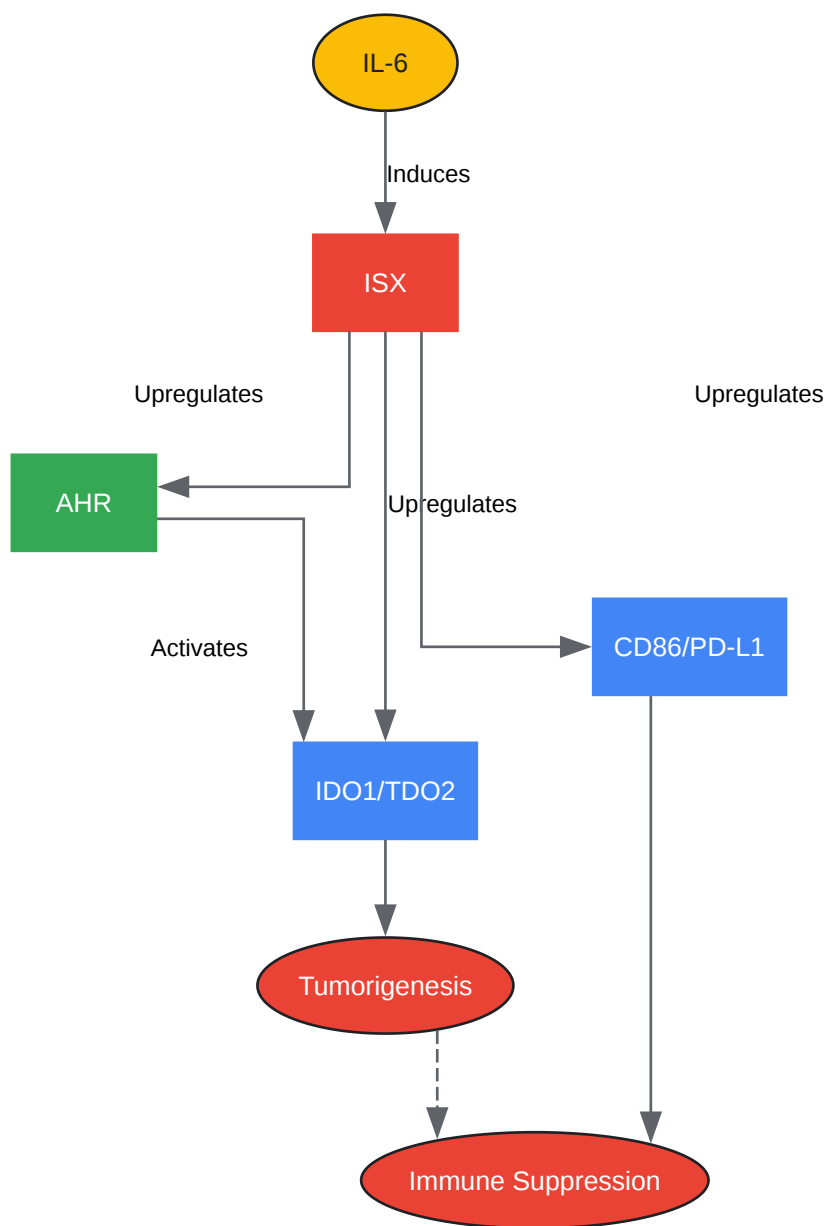 IL-6
Induces
ISX
Upregulates
Upregulates
AHR
Upregulates
Activates
CD86/PD-L1
IDO1/TDO2
Tumorigenesis
Immune Suppression